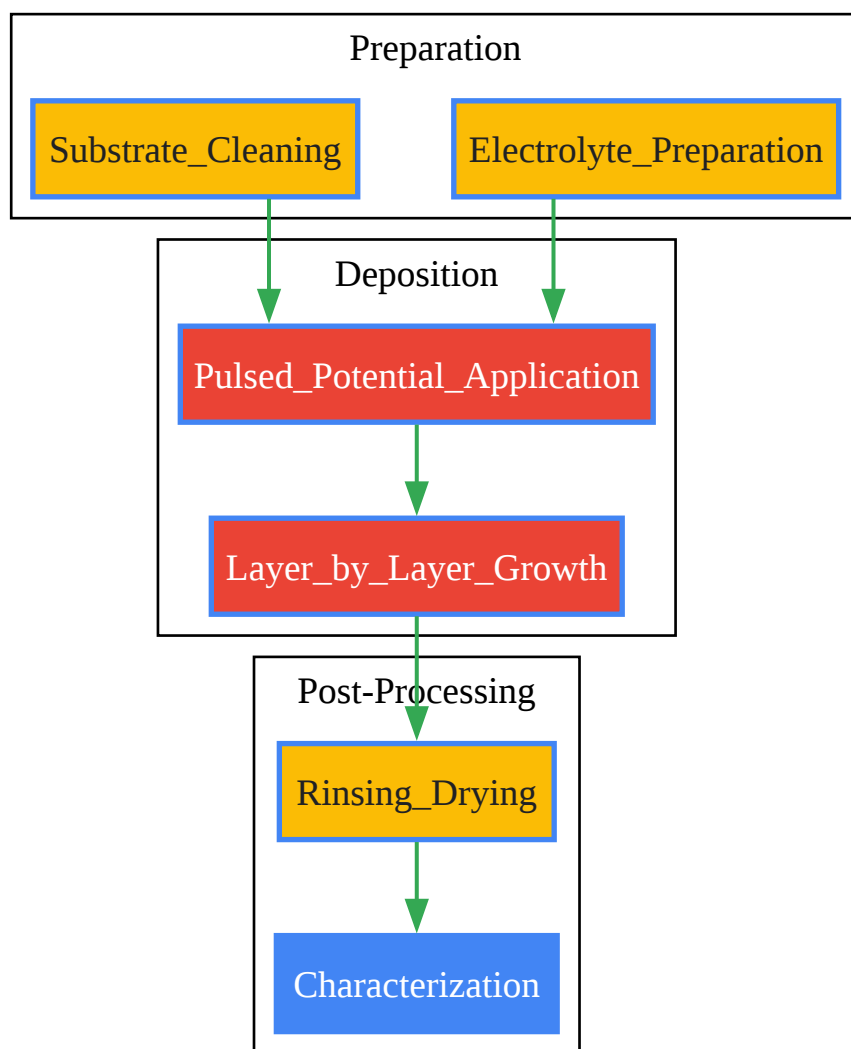 Preparation
Substrate_Cleaning
Electrolyte_Preparation
Deposition
Pulsed_Potential_Application
Layer_by_Layer_Growth
Post-Processing
Rinsing_Drying
Characterization